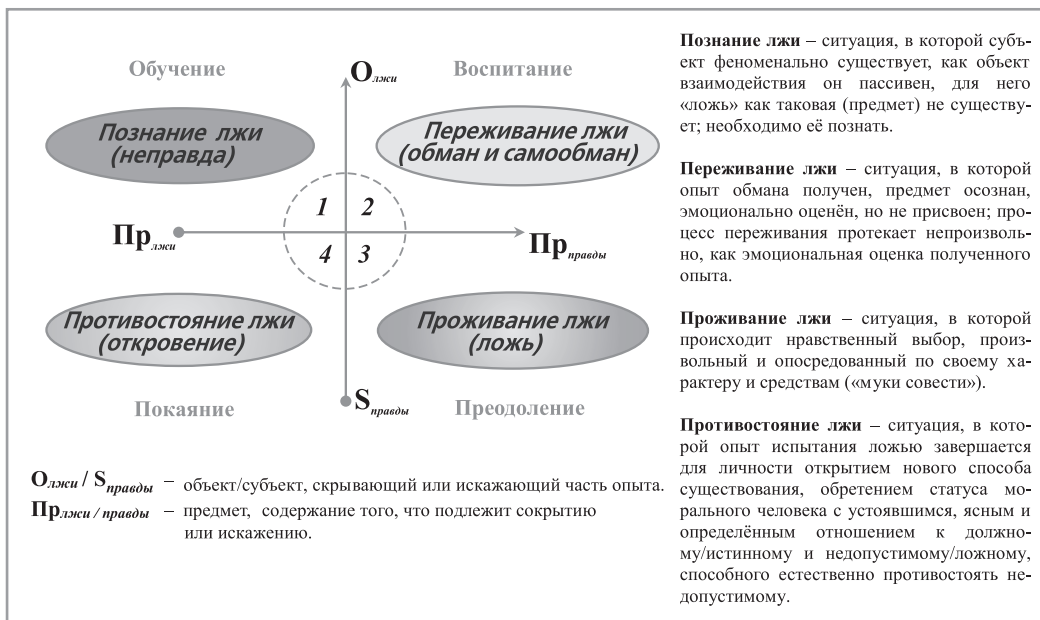 Обучение
Воспитание
Oлжи
Познание лжи
(неправда)
Переживание лжи
(обман и самообман)
1 2
Прлжи
Прправды
4 3
Противостояние лжи
(откровение)
Проживание лжи
(ложь)
Sправды
Покаяние
Преодоление
Oлжи / Sправды – объект/субъект, скрывающий или искажающий часть опыта.
Прлжи / правды – предмет, содержание того, что подлежит сокрытию
или искажению.
Познание лжи – ситуация, в которой субъ-
ект феноменально существует, как объект
взаимодействия он пассивен, для него
«ложь» как таковая (предмет) не существу-
ет; необходимо её познать.
Переживание лжи – ситуация, в которой
опыт обмана получен, предмет осознан,
эмоционально оценён, но не присвоен; про-
цесс переживания протекает непроизволь-
но, как эмоциональная оценка полученного
опыта.
Проживание лжи – ситуация, в которой
происходит нравственный выбор, произ-
вольный и опосредованный по своему ха-
рактеру и средствам («муки совести»).
Противостояние лжи – ситуация, в кото-
рой опыт испытания ложью завершается
для личности открытием нового способа
существования, обретением статуса мо-
рального человека с устоявшимся, ясным и
определённым отношением к должно-
му/истинному и недопустимому/ложному,
способного естественно противостоять не-
допустимому.